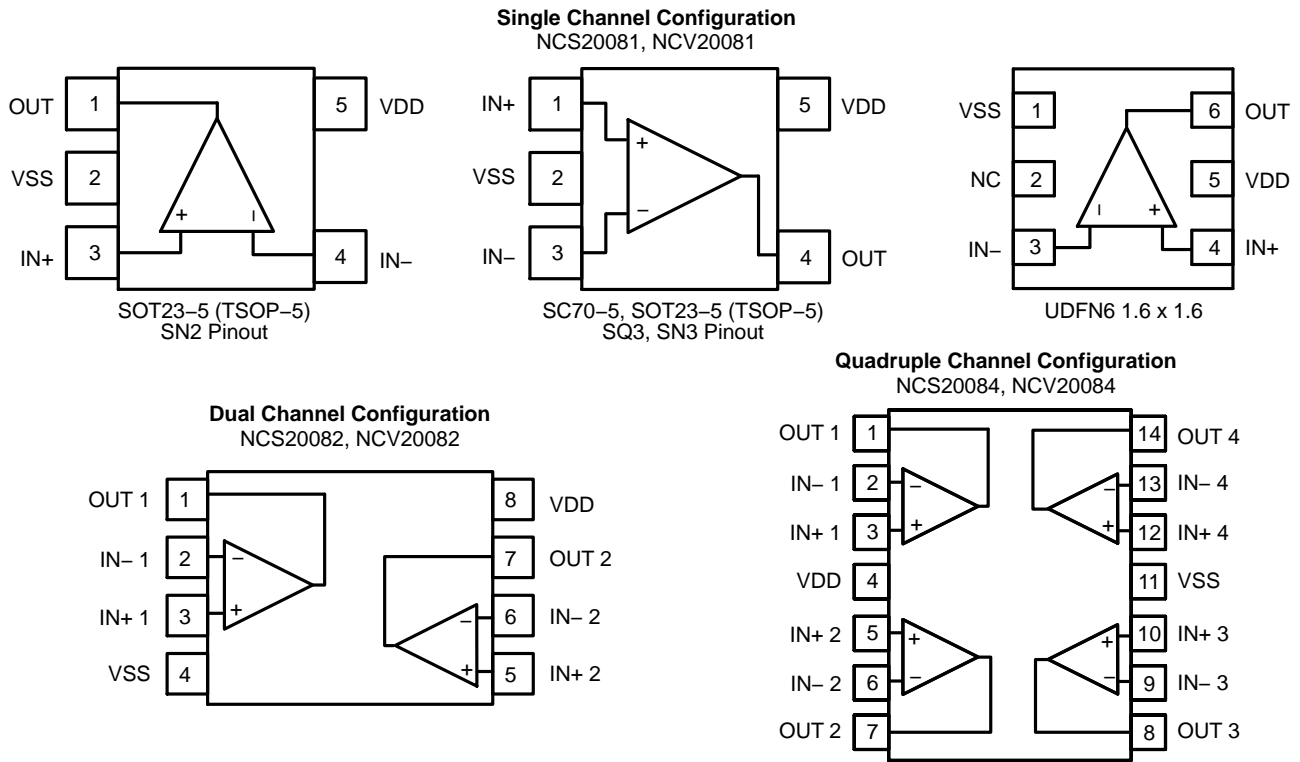 Single Channel Configuration
NCS20081, NCV20081
OUT 1 5 VDD
VSS 2
IN+ 3 4 IN−
+ −
SOT23−5 (TSOP−5)
SN2 Pinout
IN+ 1 5 VDD
VSS 2
IN− 3 4 OUT
+
−
SC70−5, SOT23−5 (TSOP−5)
SQ3, SN3 Pinout
VSS 1 6 OUT
NC 2 5 VDD
IN− 3 4 IN+
− +
UDFN6 1.6 x 1.6
Dual Channel Configuration
NCS20082, NCV20082
OUT 1 1 8 VDD
IN− 1 2 − 7 OUT 2
IN+ 1 3 + − 6 IN− 2
VSS 4 + 5 IN+ 2
Quadruple Channel Configuration
NCS20084, NCV20084
OUT 1 1 14 OUT 4
IN− 1 2 − − 13 IN− 4
IN+ 1 3 + + 12 IN+ 4
VDD 4 11 VSS
IN+ 2 5 + + 10 IN+ 3
IN− 2 6 − − 9 IN− 3
OUT 2 7 8 OUT 3